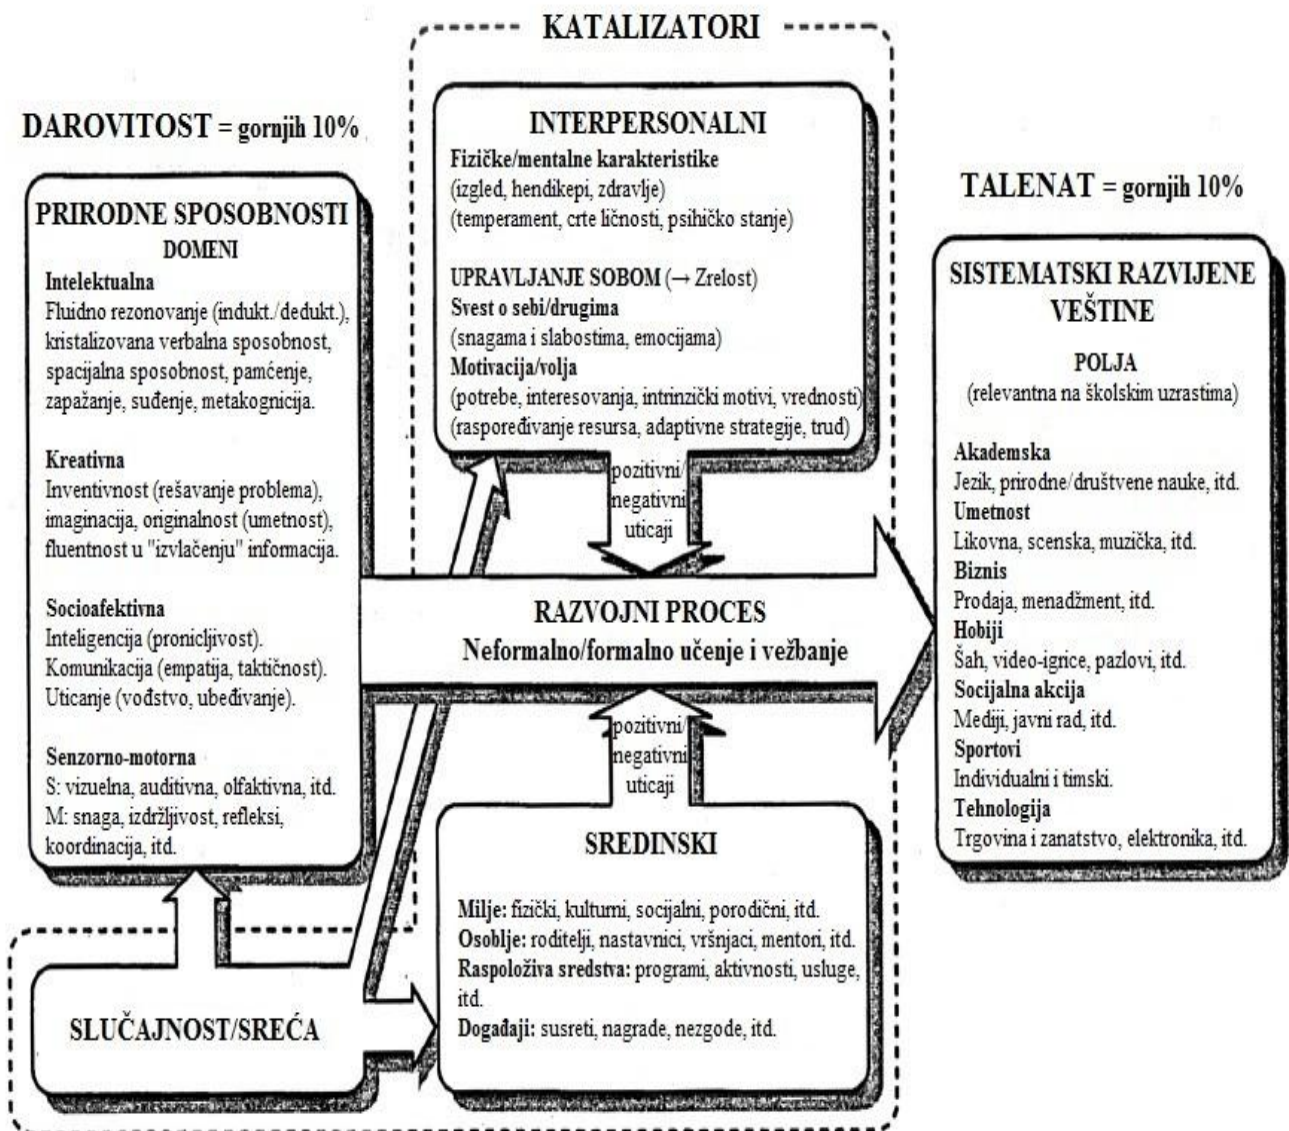 KATALIZATORI
DAROVITOST = gornjih 10%
PRIRODNE SPOSOBNOSTI
DOMENI
Intelektualna
Fluidno rezonovanje (indukt./dedukt.),
kristalizovana verbalna sposobnost,
spacijalna sposobnost, pamćenje,
zapažanje, suđenje, metakognicija.
Kreativna
Inventivnost (rešavanje problema),
imaginacija, originalnost (umetnost),
fluentnost u "izvlačenju" informacija.
Socioafektivna
Inteligencija (pronicljivost).
Komunikacija (empatija, taktičnost).
Uticanje (vođstvo, ubeđivanje).
Senzorno-motorna
S: vizuelna, auditivna, olfaktivna, itd.
M: snaga, izdržljivost, refleksi,
koordinacija, itd.
INTERPERSONALNI
Fizičke/mentalne karakteristike
(izgled, hendikepi, zdravlje)
(temperament, crte ličnosti, psihičko stanje)
UPRAVLJANJE SOBOM (→ Zrelost)
Svest o sebi/drugima
(snagama i slabostima, emocijama)
Motivacija/volja
(potrebe, interesovanja, intrinzički motivi, vrednosti)
(raspoređivanje resursa, adaptivne strategije, trud)
pozitivni/
negativni
uticaji
RAZVOJNI PROCES
Neformalno/formalno učenje i vežbanje
pozitivni/
negativni
uticaji
SREDINSKI
Milje: fizički, kulturni, socijalni, porodični, itd.
Osoblje: roditelji, nastavnici, vršnjaci, mentori, itd.
Raspoloživa sredstva: programi, aktivnosti, usluge,
itd.
Događaji: susreti, nagrade, nezgode, itd.
SLUČAJNOST/SREĆA
TALENAT = gornjih 10%
SISTEMATSKI RAZVIJENE
VEŠTINE
POLJA
(relevantna na školskim uzrastima)
Akademska
Jezik, prirodne/društvene nauke, itd.
Umetnost
Likovna, scenska, muzička, itd.
Biznis
Prodaja, menadžment, itd.
Hobiji
Šah, video-igrice, pazlovi, itd.
Socijalna akcija
Mediji, javni rad, itd.
Sportovi
Individualni i timski.
Tehnologija
Trgovina i zanatstvo, elektronika, itd.